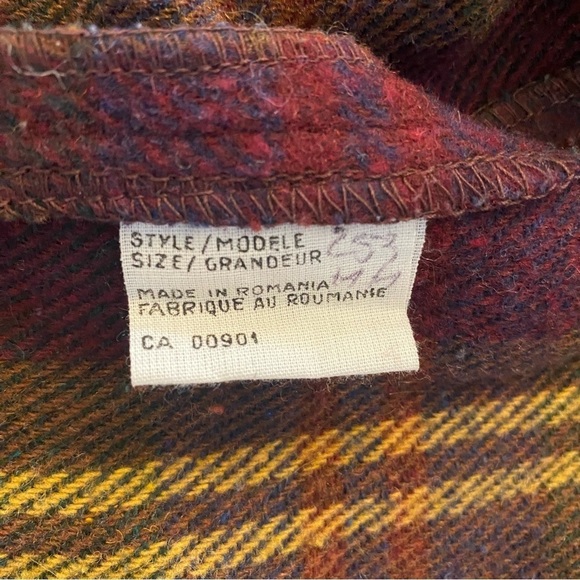 STYLE/MODELE 253
SIZE/GRANDEUR
MADE IN ROMANIA
FABRIQUE AU ROUMANIE
CA 00901